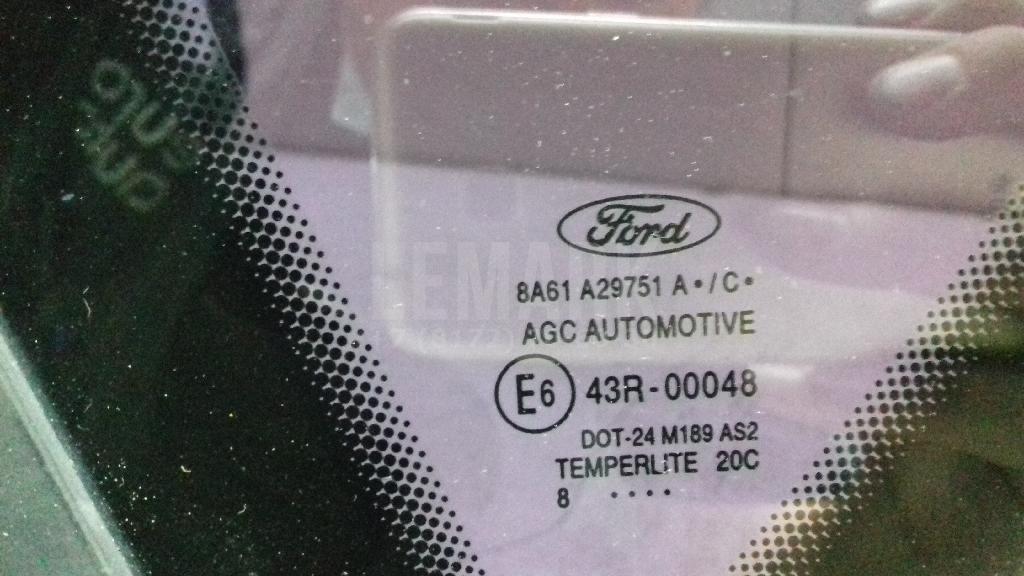 Ford
8A61 A29751 A • / C •
AGC AUTOMOTIVE
E6 43R-00048
DOT-24 M189 AS2
TEMPERLITE 20C
8 ····